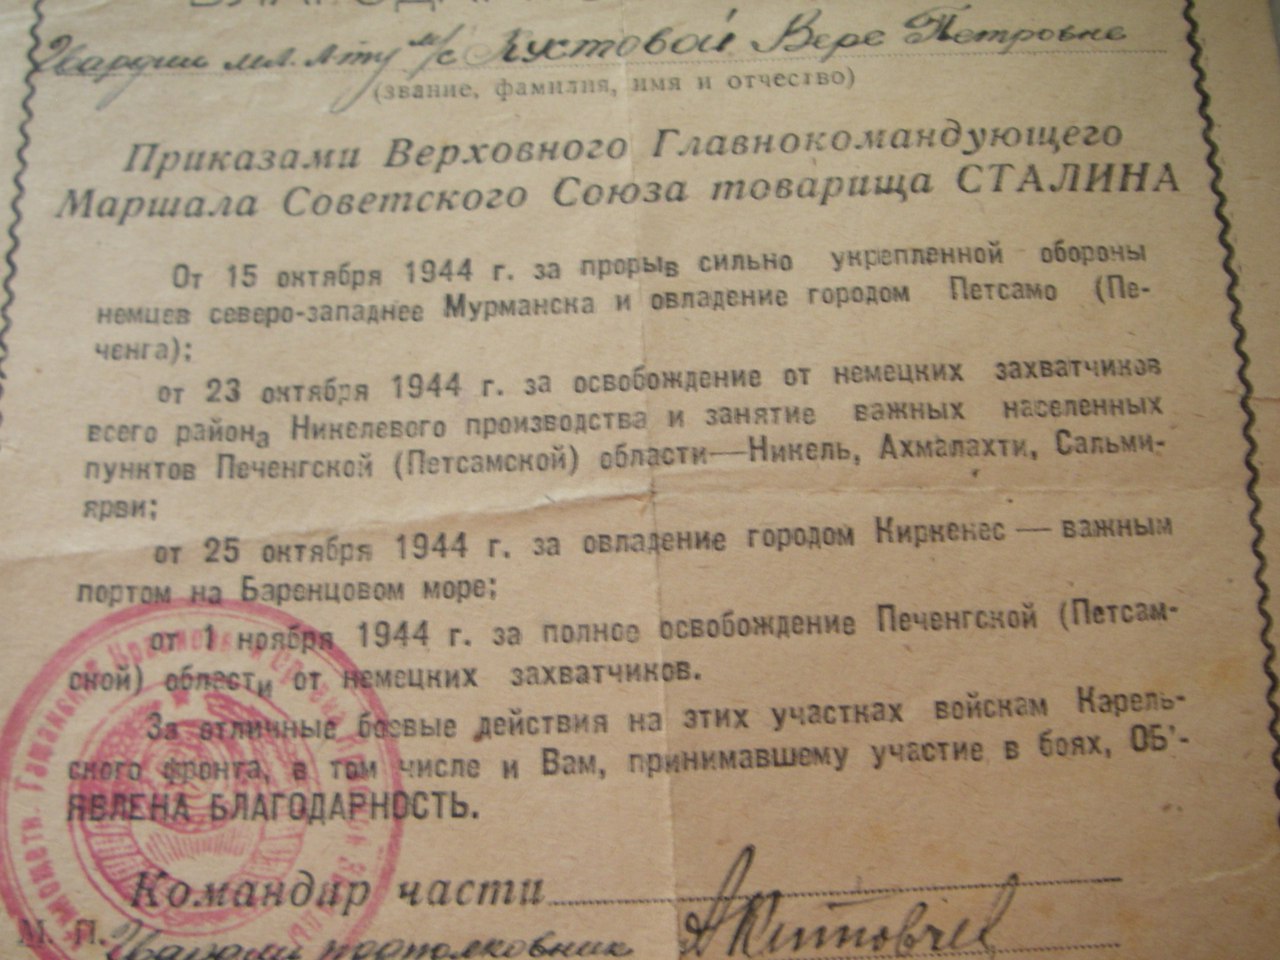 Гвардии мл. л-ту м/с Кустовой Вере Петровне
(звание, фамилия, имя и отчество)
Приказами Верховного Главнокомандующего
Маршала Советского Союза товарища СТАЛИНА
От 15 октября 1944 г. за прорыв сильно укрепленной обороны
немцев северо-западнее Мурманска и овладение городом Петсамо (Пе-
ченга);
от 23 октября 1944 г. за освобождение от немецких захватчиков
всего района Никелевого производства и занятие важных населенных
пунктов Печенгской (Петсамской) области—Никель, Ахмалахти, Сальми-
ярви;
от 25 октября 1944 г. за овладение городом Киркенес — важным
портом на Баренцовом море;
от 1 ноября 1944 г. за полное освобождение Печенгской (Петсам-
ской) области от немецких захватчиков.
За отличные боевые действия на этих участках войскам Карель-
ского фронта, в том числе и Вам, принимавшему участие в боях, ОБ'-
ЯВЛЕНА БЛАГОДАРНОСТЬ.
Командир части
М. П. Гвардии подполковник